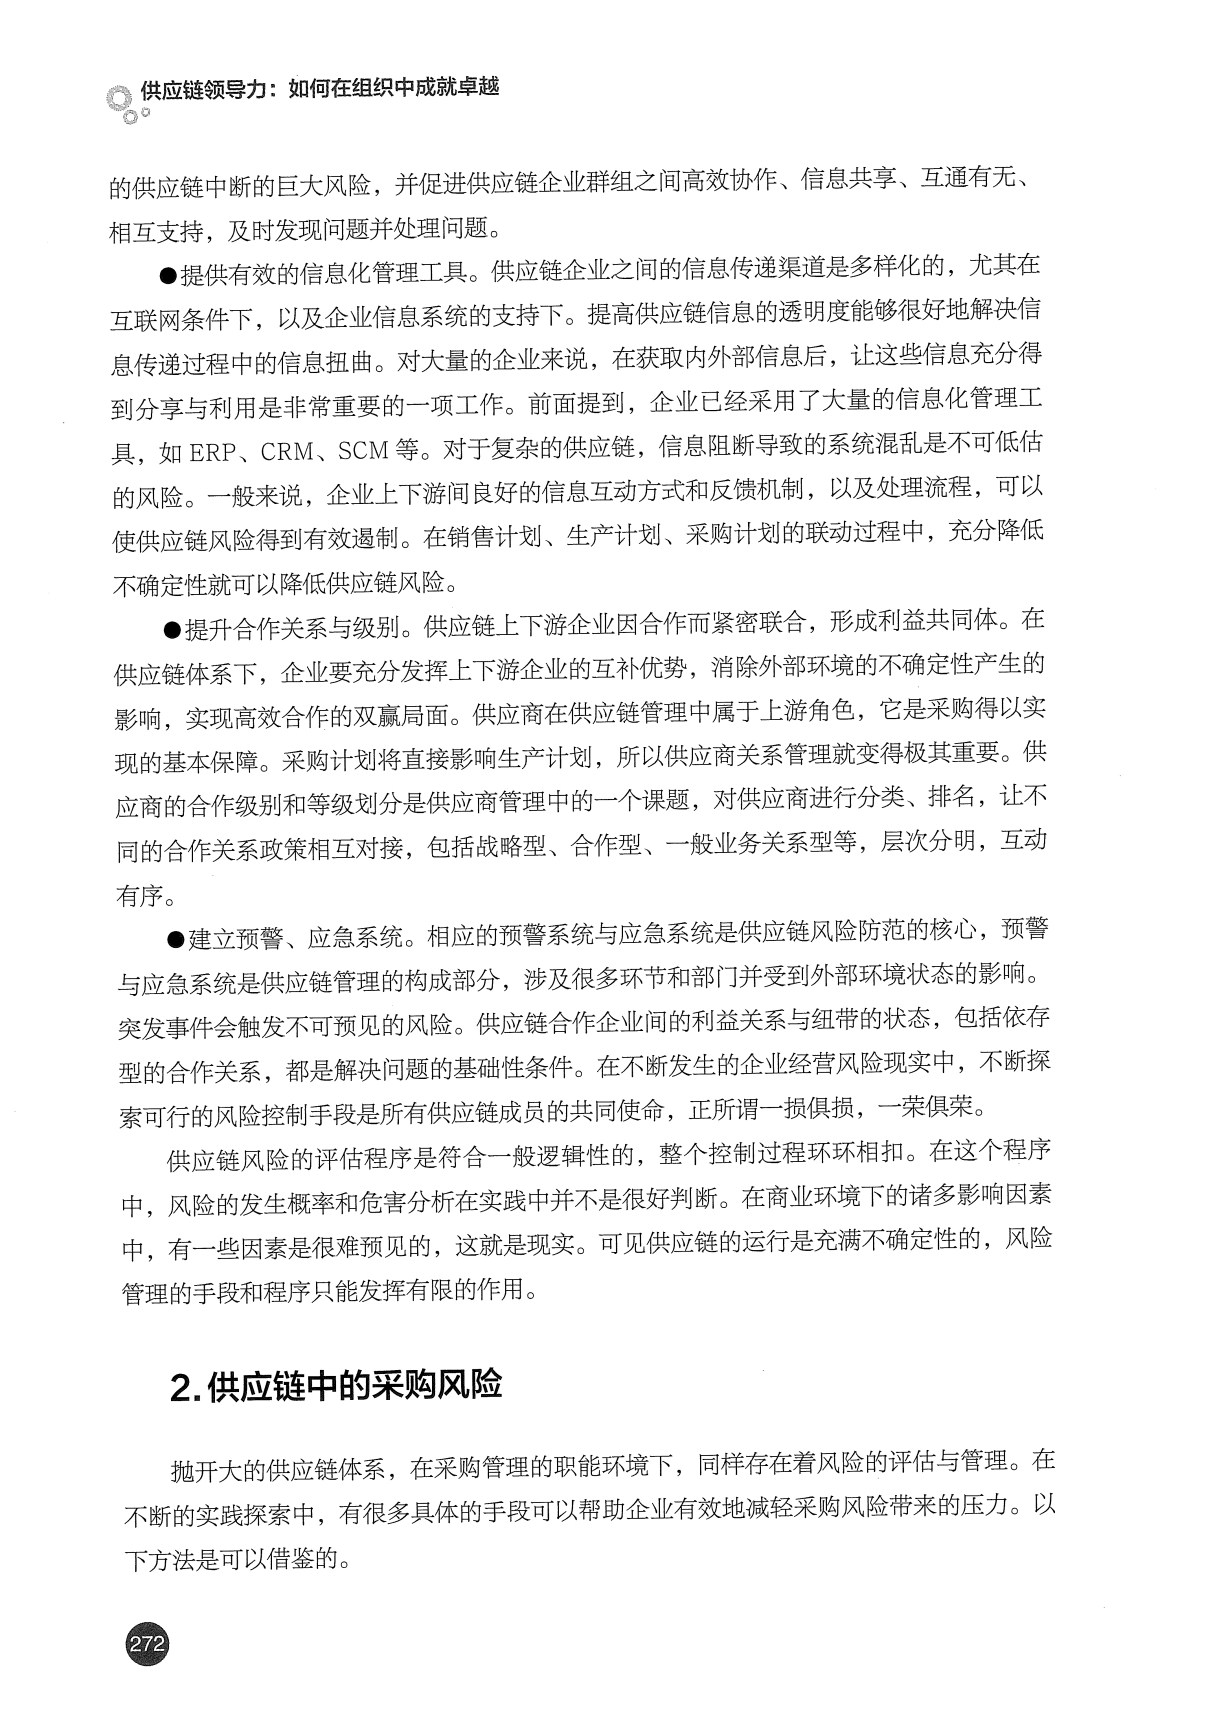 供应链领导力：如何在组织中成就卓越
的供应链中断的巨大风险，并促进供应链企业群组之间高效协作、信息共享、互通有无、
相互支持，及时发现问题并处理问题。
●提供有效的信息化管理工具。供应链企业之间的信息传递渠道是多样化的，尤其在
互联网条件下，以及企业信息系统的支持下。提高供应链信息的透明度能够很好地解决信
息传递过程中的信息扭曲。对大量的企业来说，在获取内外部信息后，让这些信息充分得
到分享与利用是非常重要的一项工作。前面提到，企业已经采用了大量的信息化管理工
具，如 ERP、CRM、SCM 等。对于复杂的供应链，信息阻断导致的系统混乱是不可低估
的风险。一般来说，企业上下游间良好的信息互动方式和反馈机制，以及处理流程，可以
使供应链风险得到有效遏制。在销售计划、生产计划、采购计划的联动过程中，充分降低
不确定性就可以降低供应链风险。
●提升合作关系与级别。供应链上下游企业因合作而紧密联合，形成利益共同体。在
供应链体系下，企业要充分发挥上下游企业的互补优势，消除外部环境的不确定性产生的
影响，实现高效合作的双赢局面。供应商在供应链管理中属于上游角色，它是采购得以实
现的基本保障。采购计划将直接影响生产计划，所以供应商关系管理就变得极其重要。供
应商的合作级别和等级划分是供应商管理中的一个课题，对供应商进行分类、排名，让不
同的合作关系政策相互对接，包括战略型、合作型、一般业务关系型等，层次分明，互动
有序。
●建立预警、应急系统。相应的预警系统与应急系统是供应链风险防范的核心，预警
与应急系统是供应链管理的构成部分，涉及很多环节和部门并受到外部环境状态的影响。
突发事件会触发不可预见的风险。供应链合作企业间的利益关系与纽带的状态，包括依存
型的合作关系，都是解决问题的基础性条件。在不断发生的企业经营风险现实中，不断探
索可行的风险控制手段是所有供应链成员的共同使命，正所谓一损俱损，一荣俱荣。
供应链风险的评估程序是符合一般逻辑性的，整个控制过程环环相扣。在这个程序
中，风险的发生概率和危害分析在实践中并不是很好判断。在商业环境下的诸多影响因素
中，有一些因素是很难预见的，这就是现实。可见供应链的运行是充满不确定性的，风险
管理的手段和程序只能发挥有限的作用。
2.供应链中的采购风险
抛开大的供应链体系，在采购管理的职能环境下，同样存在着风险的评估与管理。在
不断的实践探索中，有很多具体的手段可以帮助企业有效地减轻采购风险带来的压力。以
下方法是可以借鉴的。
272